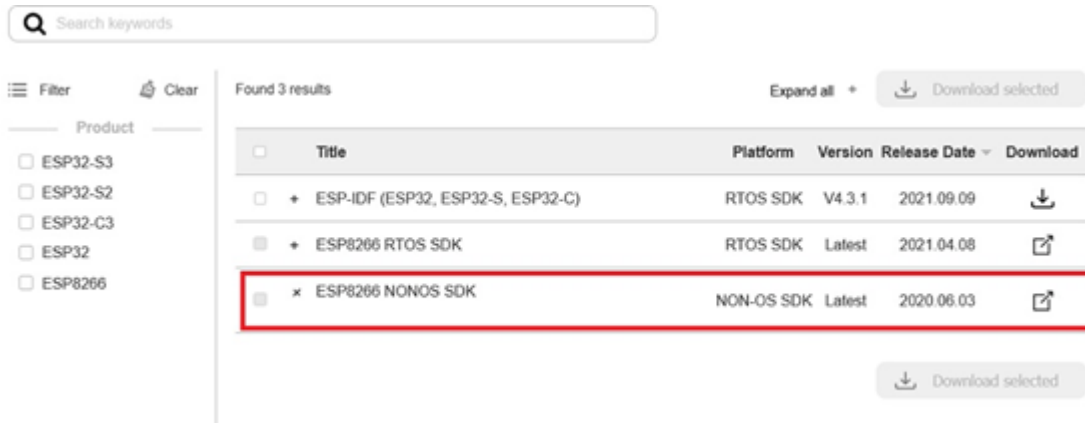 Search keywords
Filter Clear
Product
ESP32-S3
ESP32-S2
ESP32-C3
ESP32
ESP8266
Found 3 results Expand all + Download selected
Title Platform Version Release Date Download
+ ESP-IDF (ESP32, ESP32-S, ESP32-C) RTOS SDK V4.3.1 2021.09.09
+ ESP8266 RTOS SDK RTOS SDK Latest 2021.04.08
× ESP8266 NONOS SDK NON-OS SDK Latest 2020.06.03
Download selected